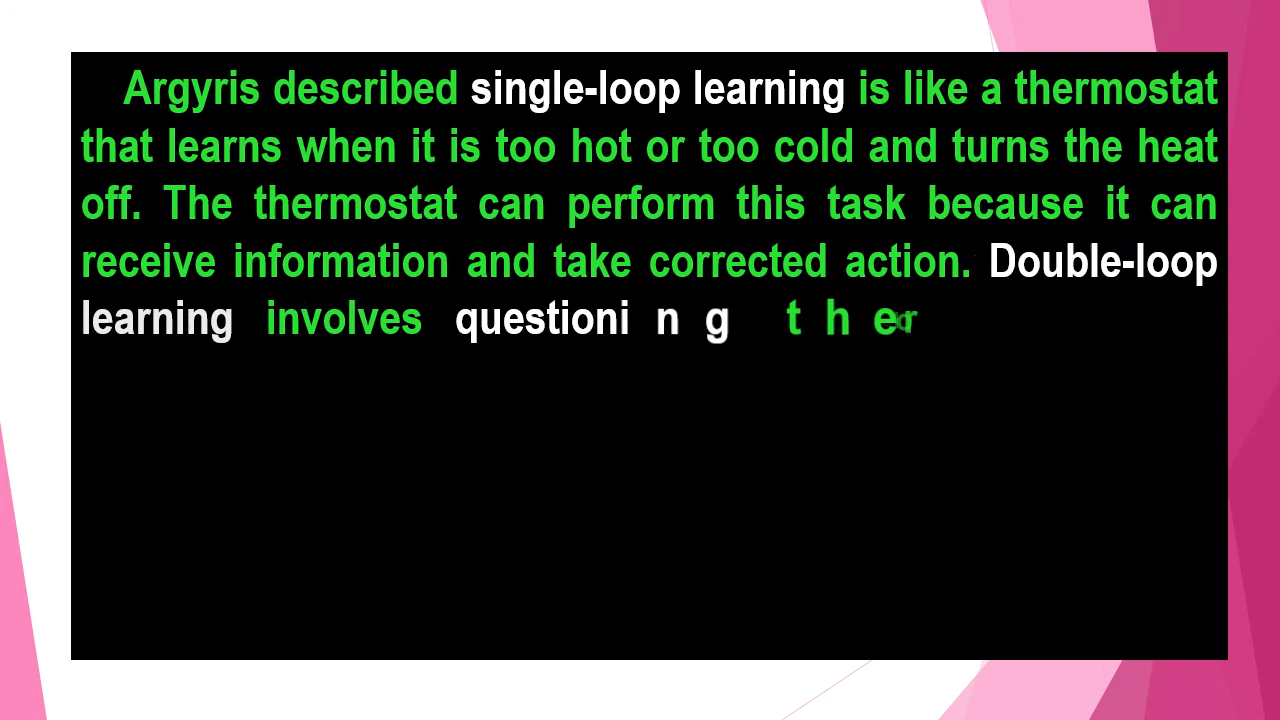 Argyris described single-loop learning is like a thermostat
that learns when it is too hot or too cold and turns the heat
off. The thermostat can perform this task because it can
receive information and take corrected action. Double-loop
learning involves questioning the